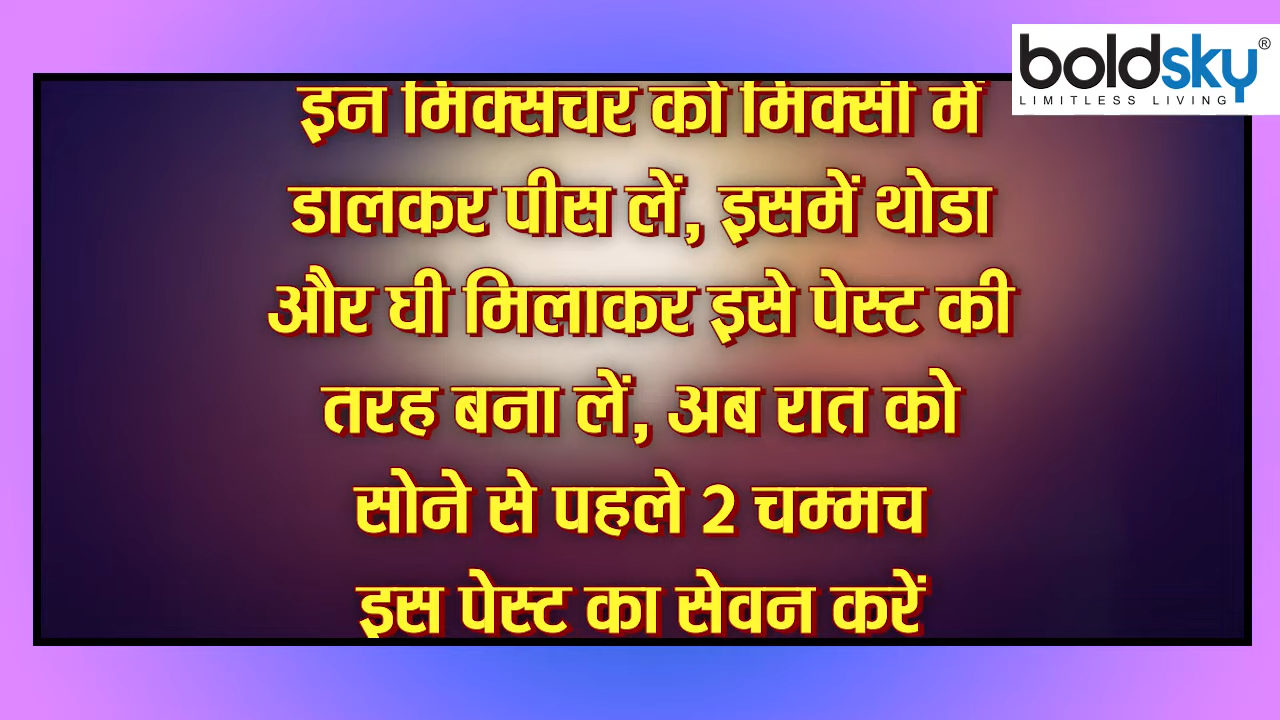 boldsky®
LIMITLESS LIVING
इन मिक्सचर को मिक्सी में
डालकर पीस लें, इसमें थोडा
और घी मिलाकर इसे पेस्ट की
तरह बना लें, अब रात को
सोने से पहले 2 चम्मच
इस पेस्ट का सेवन करें